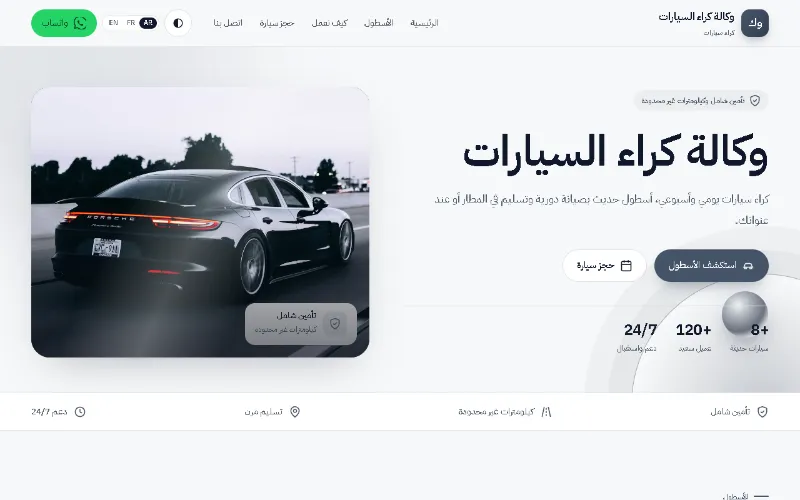 وكالة كراء السيارات
كراء سيارات
وك
الرئيسية
الأسطول
كيف نعمل
حجز سيارة
اتصل بنا
AR
FR
EN
واتساب
تأمين شامل وكيلومترات غير محدودة
وكالة كراء السيارات
كراء سيارات يومي وأسبوعي، أسطول حديث بصيانة دورية وتسليم في المطار أو عند
عنوانك.
استكشف الأسطول
حجز سيارة
8+
سيارات حديثة
120+
عميل سعيد
24/7
دعم واستقبال
PORSCHE
تأمين شامل
كيلومترات غير محدودة
تأمين شامل
كيلومترات غير محدودة
تسليم مرن
دعم 24/7
الأسطول